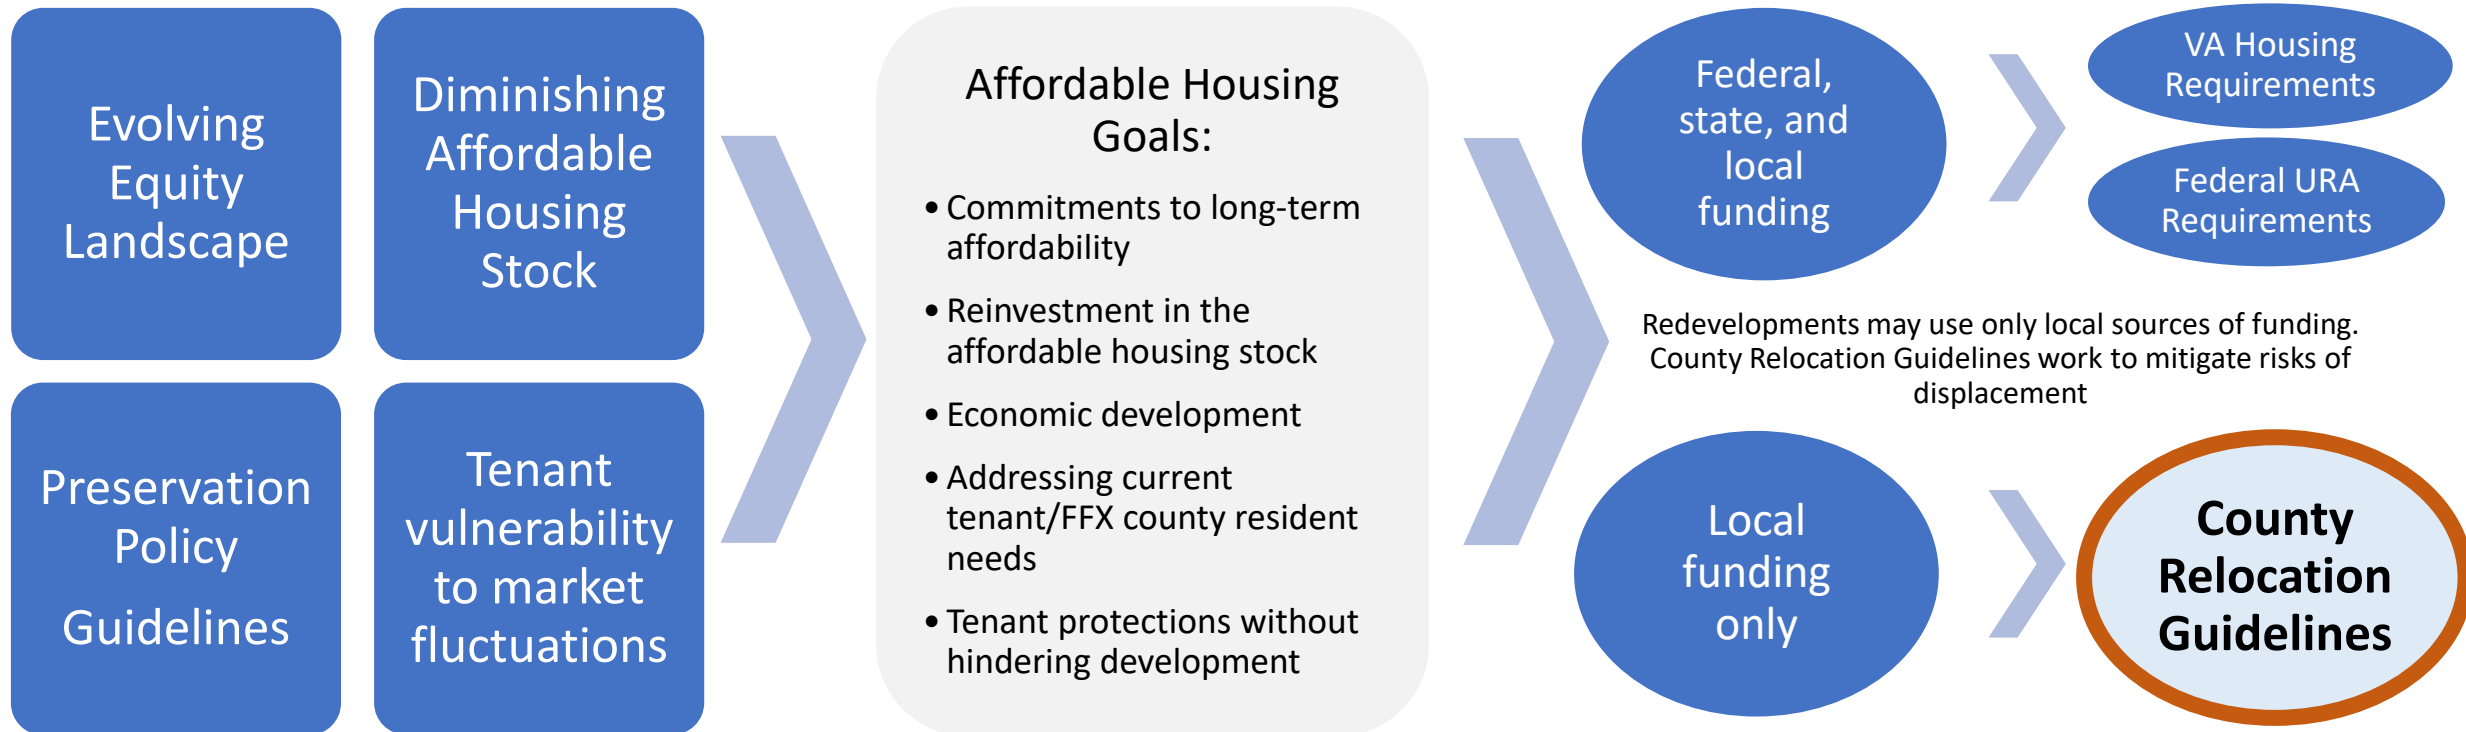 Evolving
Equity
Landscape
Diminishing
Affordable
Housing
Stock
Preservation
Policy
Guidelines
Tenant
vulnerability
to market
fluctuations
Affordable Housing
Goals:
• Commitments to long-term
affordability
• Reinvestment in the
affordable housing stock
• Economic development
• Addressing current
tenant/FFX county resident
needs
• Tenant protections without
hindering development
Federal,
state, and
local
funding
VA Housing
Requirements
Federal URA
Requirements
Redevelopments may use only local sources of funding.
County Relocation Guidelines work to mitigate risks of
displacement
Local
funding
only
County
Relocation
Guidelines